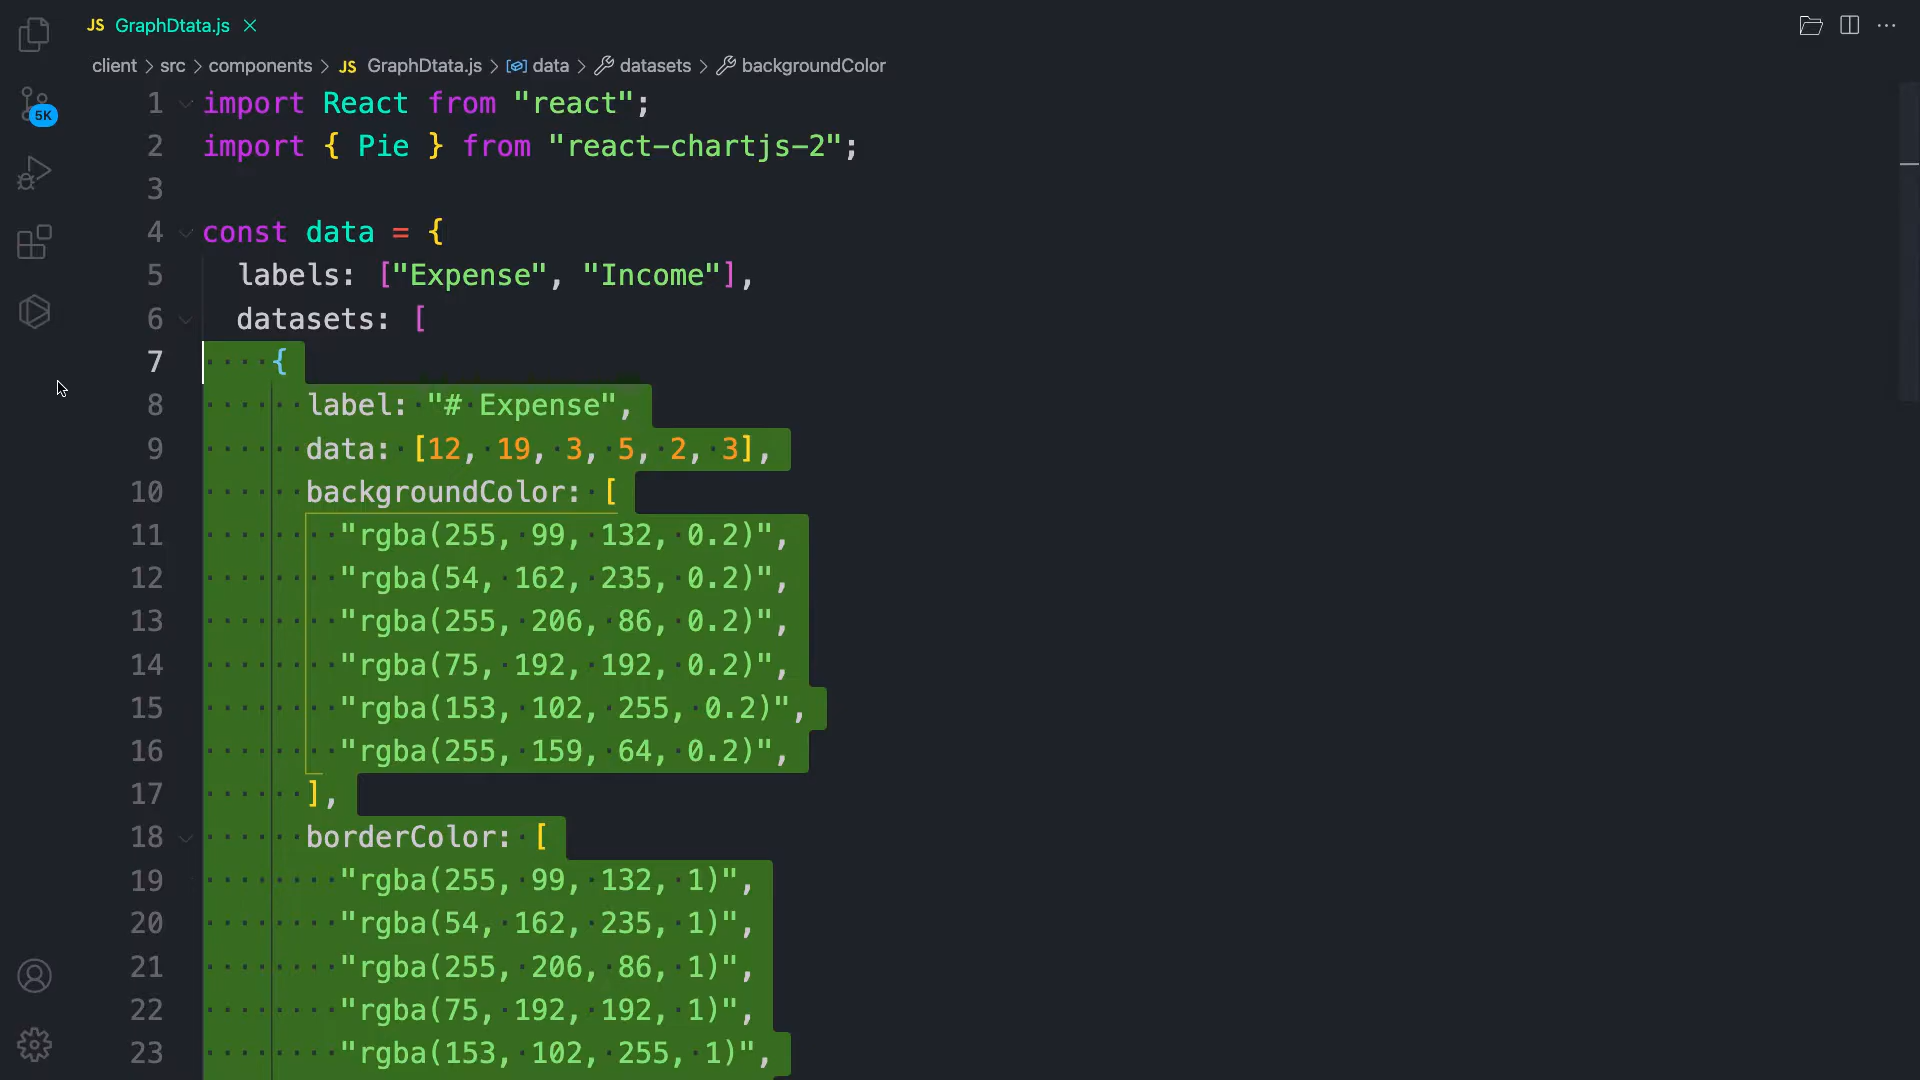 JS GraphDtata.js
client > src > components > JS GraphDtata.js > data > datasets > backgroundColor
5K
1 import React from "react";
2 import { Pie } from "react-chartjs-2";
3
4 const data = {
5 labels: ["Expense", "Income"],
6 datasets: [
7 {
8 label: "# Expense",
9 data: [12, 19, 3, 5, 2, 3],
10 backgroundColor: [
11 "rgba(255, 99, 132, 0.2)",
12 "rgba(54, 162, 235, 0.2)",
13 "rgba(255, 206, 86, 0.2)",
14 "rgba(75, 192, 192, 0.2)",
15 "rgba(153, 102, 255, 0.2)",
16 "rgba(255, 159, 64, 0.2)",
17 ],
18 borderColor: [
19 "rgba(255, 99, 132, 1)",
20 "rgba(54, 162, 235, 1)",
21 "rgba(255, 206, 86, 1)",
22 "rgba(75, 192, 192, 1)",
23 "rgba(153, 102, 255, 1)",